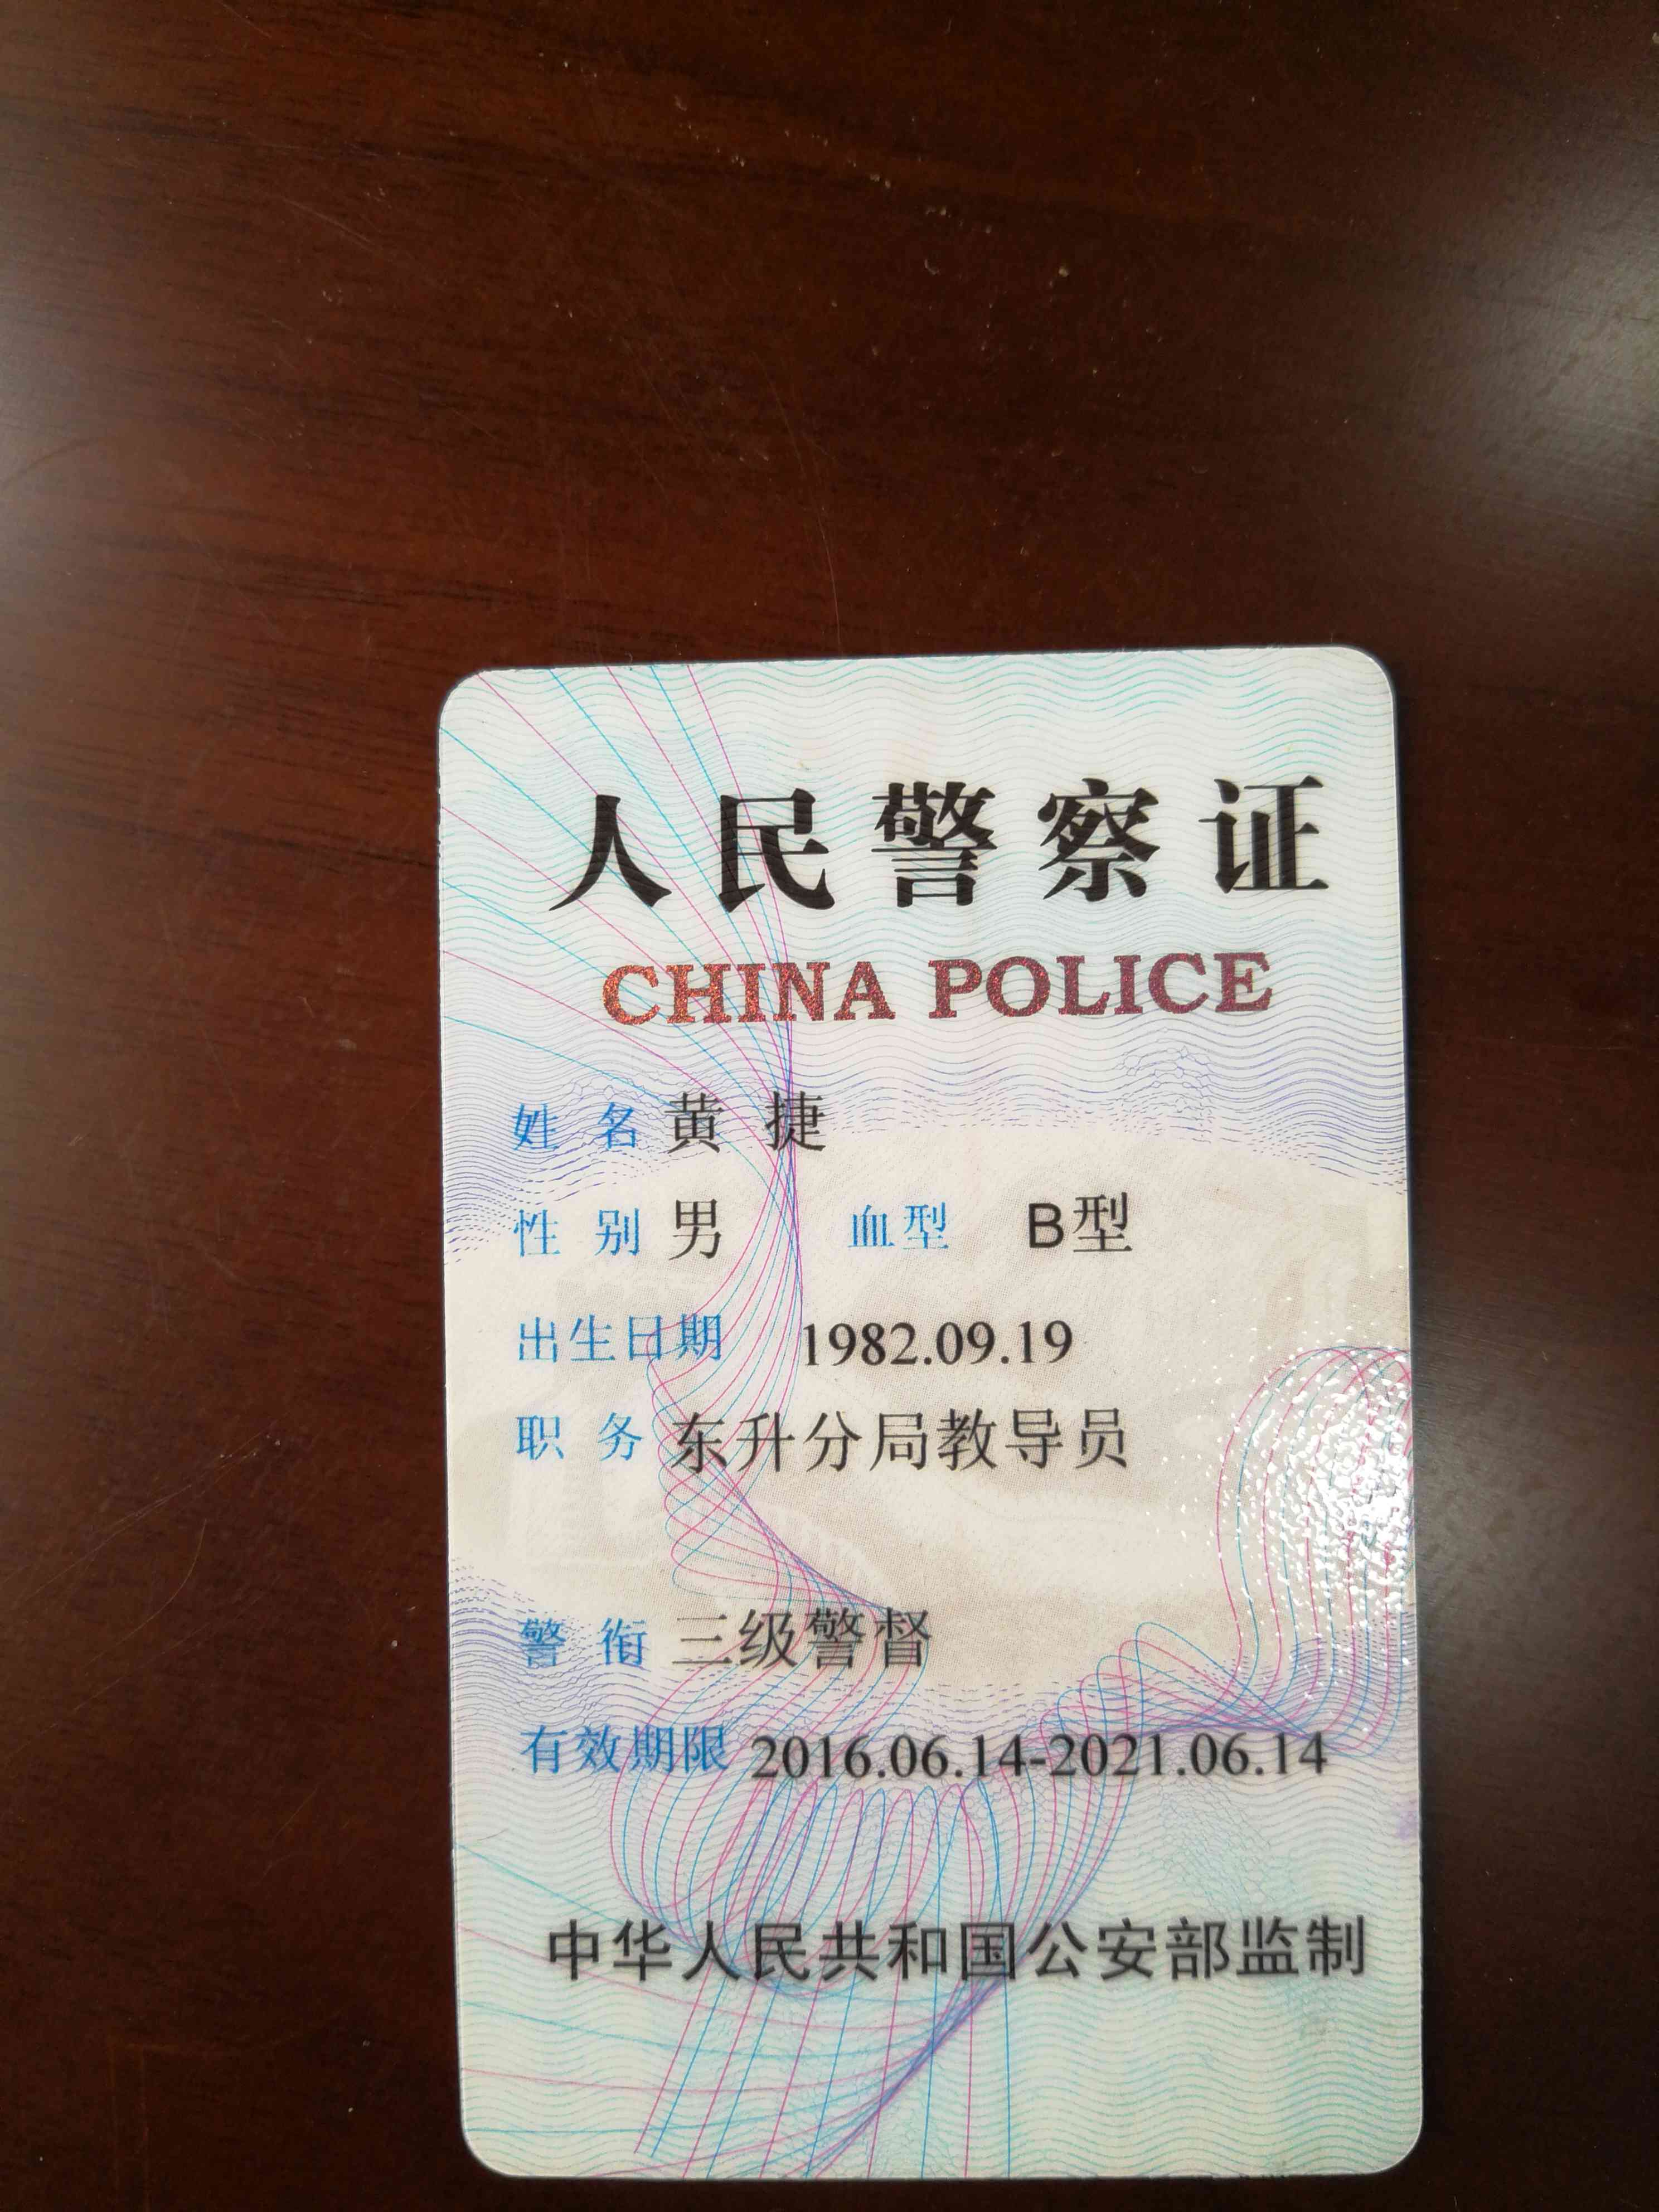 人民警察证
CHINA POLICE
姓 名 黄 捷
性 别 男 血型 B型
出生日期 1982.09.19
职 务 东升分局教导员
警 衔 三级警督
有效期限 2016.06.14-2021.06.14
中华人民共和国公安部监制